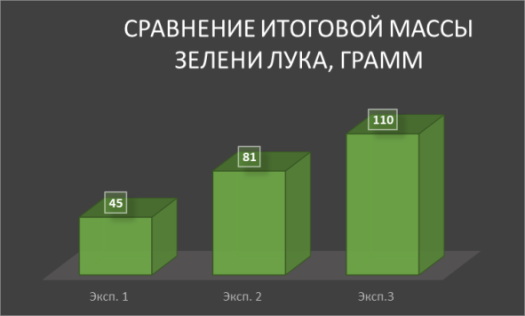 СРАВНЕНИЕ ИТОГОВОЙ МАССЫ
ЗЕЛЕНИ ЛУКА, ГРАММ
45
81
110
Эксп. 1
Эксп. 2
Эксп.3